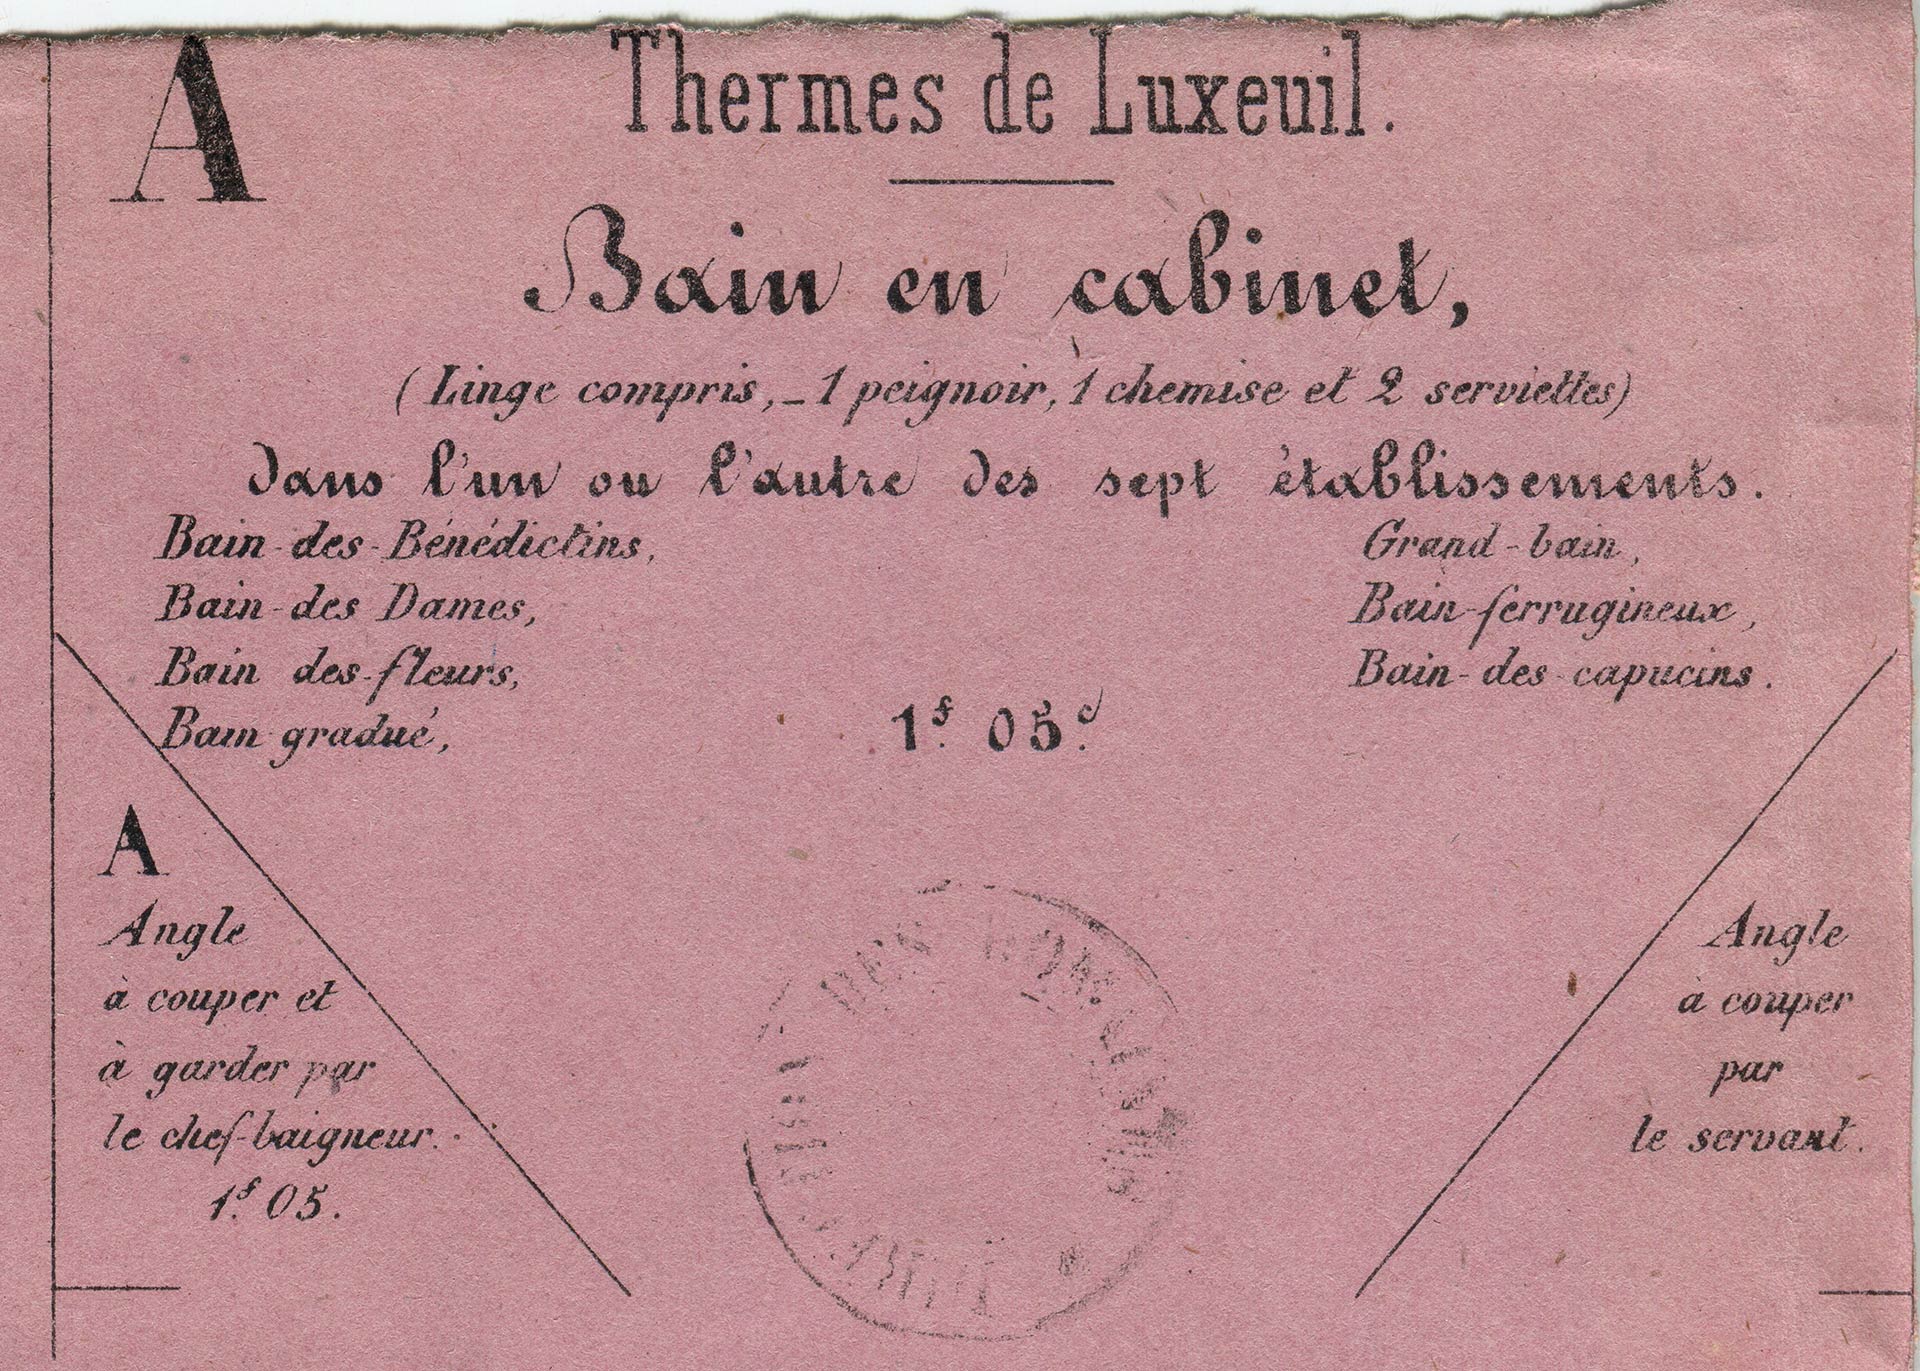 A
Thermes de Luxeuil.
Bain en cabinet,
(Linge compris,_1 peignoir, 1 chemise et 2 serviettes)
dans l'un ou l'autre des sept établissements.
Bain-des-Bénédictins,
Bain-des Dames,
Bain des-fleurs,
Bain gradué,
Grand-bain,
Bain-ferrugineux,
Bain-des-capucins.
1f. 05c.
A
Angle
à couper et
à garder par
le chef-baigneur.
1f. 05.
Angle
à couper
par
le servant.
DES